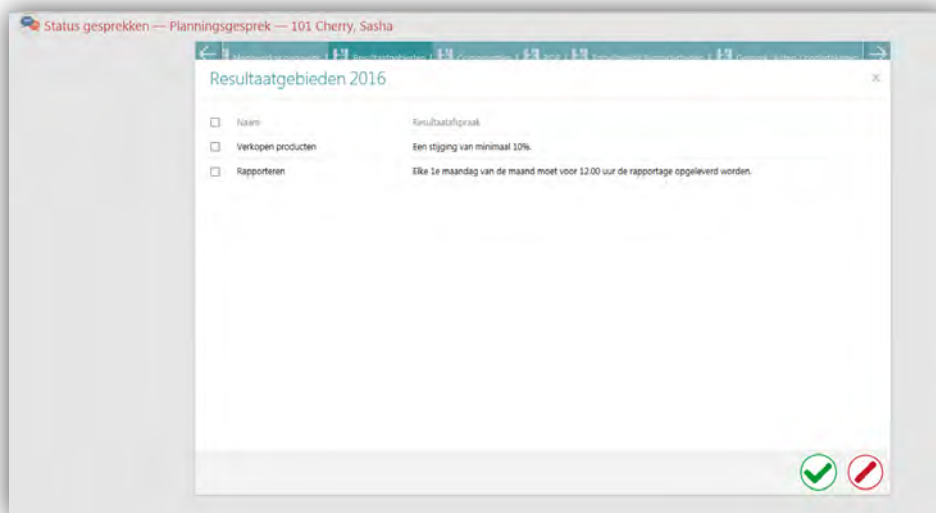 Status gesprekken — Planningsgesprek — 101 Cherry, Sasha
Resultaatgebieden 2016
x
Naam Resultaatafspraak
Verkopen producten Een stijging van minimaal 10%.
Rapporteren Elke 1e maandag van de maand moet voor 12.00 uur de rapportage opgeleverd worden.